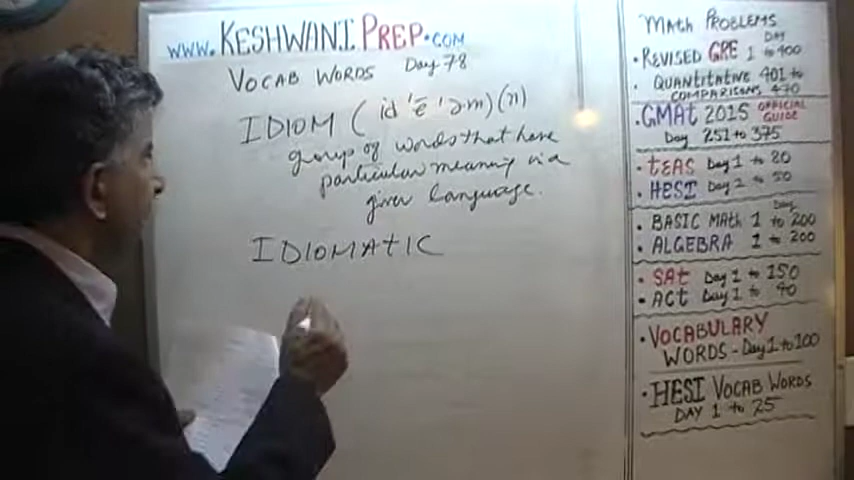 www.KESHWANIPREP.COM
VOCAB WORDS Day 78
IDIOM (id 'ē 'əm) (n)
group of words that have
particular meaning in a
given language.
IDIOMATIC
MATH PROBLEMS
DAY
• REVISED GRE 1 to 400
• QUANTITATIVE 401 to
COMPARISONS 470
• GMAT 2015 OFFICIAL GUIDE
Day 251 to 375
• TEAS Day 1 to 20
• HESI Day 1 to 50
Day
• BASIC MATH 1 to 200
• ALGEBRA 1 to 200
• SAT Day 1 to 150
• ACT Day 1 to 40
• VOCABULARY
WORDS - Day 1 to 100
• HESI VOCAB WORDS
DAY 1 to 25